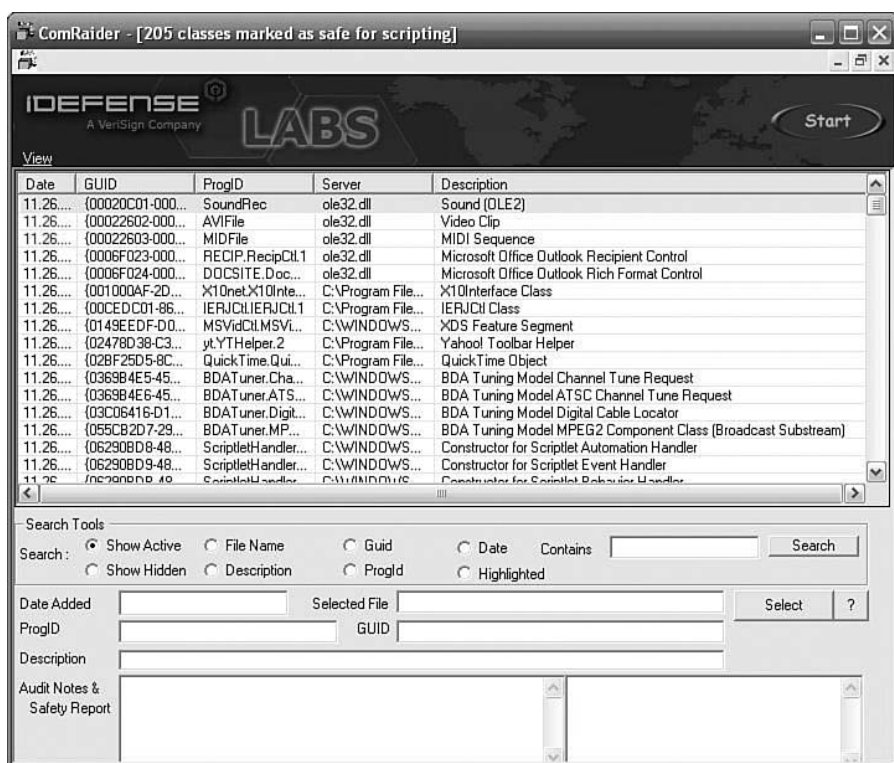 ComRaider - [205 classes marked as safe for scripting]
IDEFENSE
A VeriSign Company
LABS
Start
View
Date GUID ProgID Server Description
11.26.... {00020C01-000... SoundRec ole32.dll Sound (OLE2)
11.26.... {00022602-000... AVIFile ole32.dll Video Clip
11.26.... {00022603-000... MIDFile ole32.dll MIDI Sequence
11.26.... {0006F023-000... RECIP.RecipCtl.1 ole32.dll Microsoft Office Outlook Recipient Control
11.26.... {0006F024-000... DOCSITE.Doc... ole32.dll Microsoft Office Outlook Rich Format Control
11.26.... {001000AF-2D... X10net.X10Inte... C:\Program File... X10Interface Class
11.26.... {00CEDC01-86... IERJCtl.IERJCtl.1 C:\Program File... IERJCtl Class
11.26.... {0149EEDF-D0... MSVidCtl.MSVi... C:\WINDOWS... XDS Feature Segment
11.26.... {02478D38-C3... yt.YTHelper.2 C:\Program File... Yahoo! Toolbar Helper
11.26.... {02BF25D5-8C... QuickTime.Qui... C:\Program File... QuickTime Object
11.26.... {0369B4E5-45... BDATuner.Cha... C:\WINDOWS... BDA Tuning Model Channel Tune Request
11.26.... {0369B4E6-45... BDATuner.ATS... C:\WINDOWS... BDA Tuning Model ATSC Channel Tune Request
11.26.... {03C06416-D1... BDATuner.Digit... C:\WINDOWS... BDA Tuning Model Digital Cable Locator
11.26.... {055CB2D7-29... BDATuner.MP... C:\WINDOWS... BDA Tuning Model MPEG2 Component Class (Broadcast Substream)
11.26.... {06290BD8-48... ScriptletHandler... C:\WINDOWS... Constructor for Scriptlet Automation Handler
11.26.... {06290BD9-48... ScriptletHandler... C:\WINDOWS... Constructor for Scriptlet Event Handler
Search Tools
Search : Show Active File Name Guid Date Contains Search
Show Hidden Description ProgId Highlighted
Date Added Selected File Select ?
ProgID GUID
Description
Audit Notes &
Safety Report